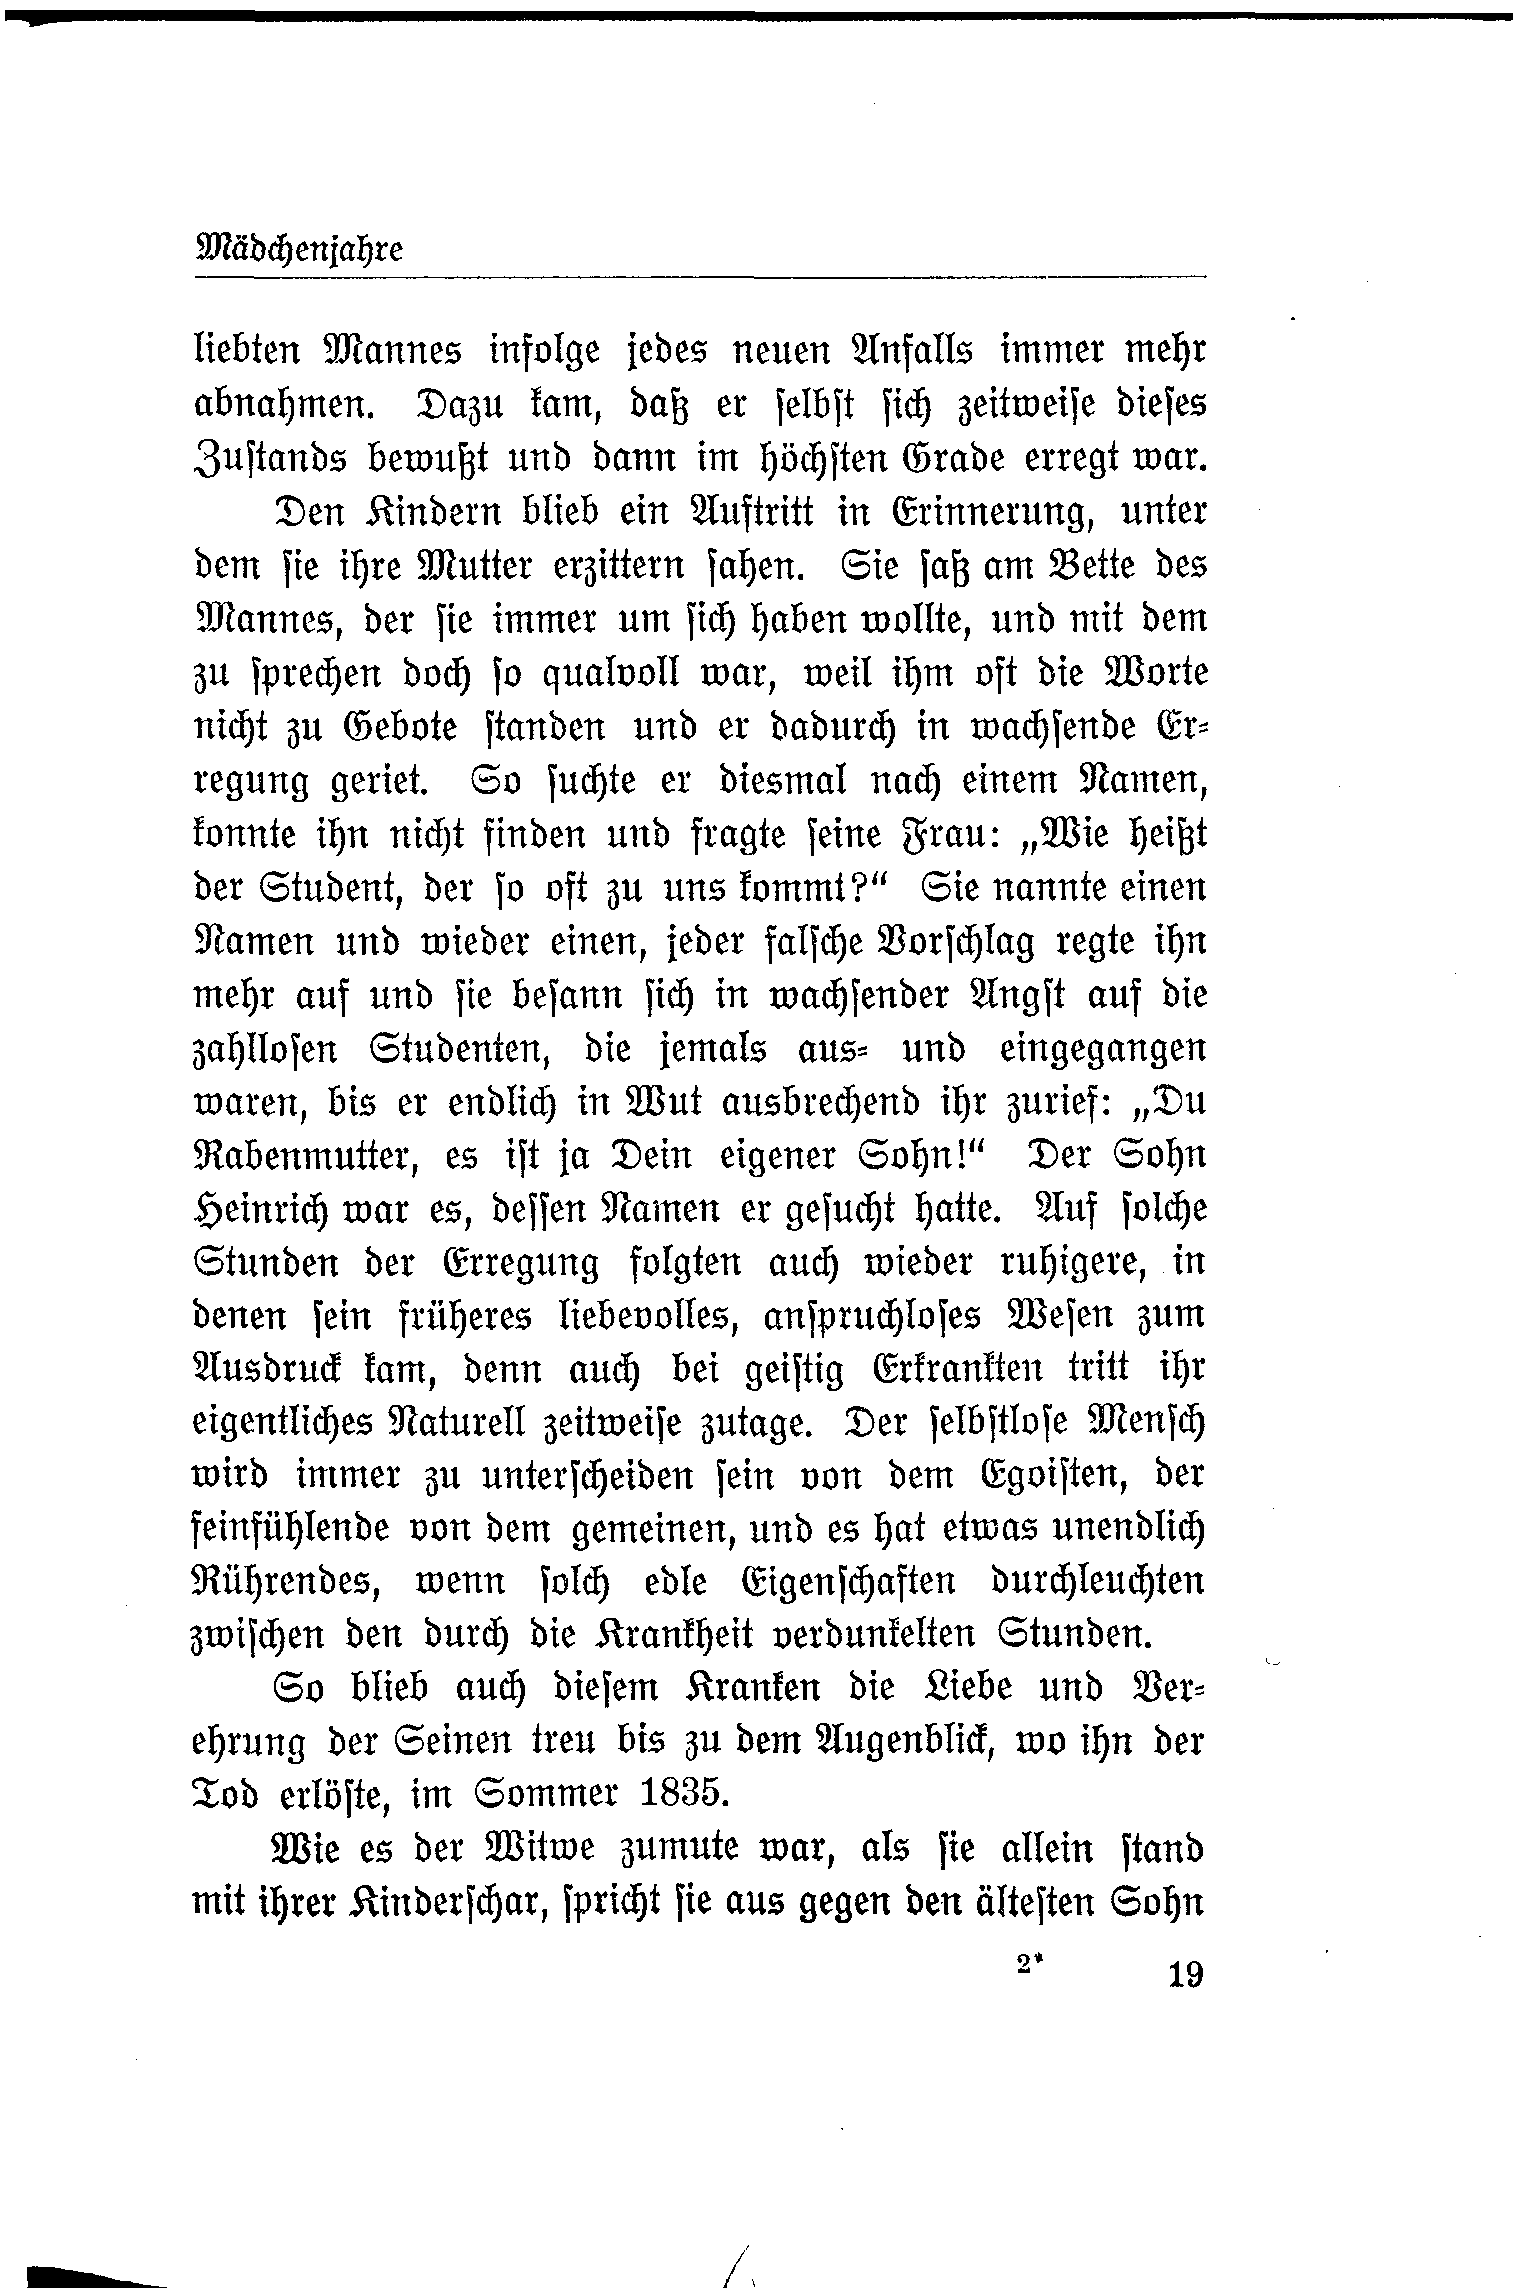 Mädchenjahre
liebten Mannes infolge jedes neuen Anfalls immer mehr
abnahmen. Dazu kam, daß er selbst sich zeitweise dieses
Zustands bewußt und dann im höchsten Grade erregt war.
Den Kindern blieb ein Auftritt in Erinnerung, unter
dem sie ihre Mutter erzittern sahen. Sie saß am Bette des
Mannes, der sie immer um sich haben wollte, und mit dem
zu sprechen doch so qualvoll war, weil ihm oft die Worte
nicht zu Gebote standen und er dadurch in wachsende Er-
regung geriet. So suchte er diesmal nach einem Namen,
konnte ihn nicht finden und fragte seine Frau: „Wie heißt
der Student, der so oft zu uns kommt?“ Sie nannte einen
Namen und wieder einen, jeder falsche Vorschlag regte ihn
mehr auf und sie besann sich in wachsender Angst auf die
zahllosen Studenten, die jemals aus- und eingegangen
waren, bis er endlich in Wut ausbrechend ihr zurief: „Du
Rabenmutter, es ist ja Dein eigener Sohn!“ Der Sohn
Heinrich war es, dessen Namen er gesucht hatte. Auf solche
Stunden der Erregung folgten auch wieder ruhigere, in
denen sein früheres liebevolles, anspruchloses Wesen zum
Ausdruck kam, denn auch bei geistig Erkrankten tritt ihr
eigentliches Naturell zeitweise zutage. Der selbstlose Mensch
wird immer zu unterscheiden sein von dem Egoisten, der
feinfühlende von dem gemeinen, und es hat etwas unendlich
Rührendes, wenn solch edle Eigenschaften durchleuchten
zwischen den durch die Krankheit verdunkelten Stunden.
So blieb auch diesem Kranken die Liebe und Ver-
ehrung der Seinen treu bis zu dem Augenblick, wo ihn der
Tod erlöste, im Sommer 1835.
Wie es der Witwe zumute war, als sie allein stand
mit ihrer Kinderschar, spricht sie aus gegen den ältesten Sohn
2* 19